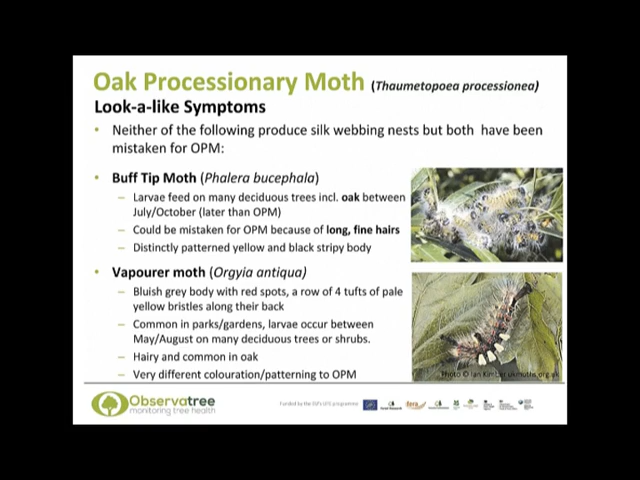 Oak Processionary Moth (Thaumetopoea processionea)
Look-a-like Symptoms
• Neither of the following produce silk webbing nests but both have been
mistaken for OPM:
• Buff Tip Moth (Phalera bucephala)
– Larvae feed on many deciduous trees incl. oak between
July/October (later than OPM)
– Could be mistaken for OPM because of long, fine hairs
– Distinctly patterned yellow and black stripy body
• Vapourer moth (Orgyia antiqua)
– Bluish grey body with red spots, a row of 4 tufts of pale
yellow bristles along their back
– Common in parks/gardens, larvae occur between
May/August on many deciduous trees or shrubs.
– Hairy and common in oak
– Very different colouration/patterning to OPM
Photo © Ian Kimber ukmoths.org.uk
Observatree
monitoring tree health
Funded by the EU's LIFE programme
fera